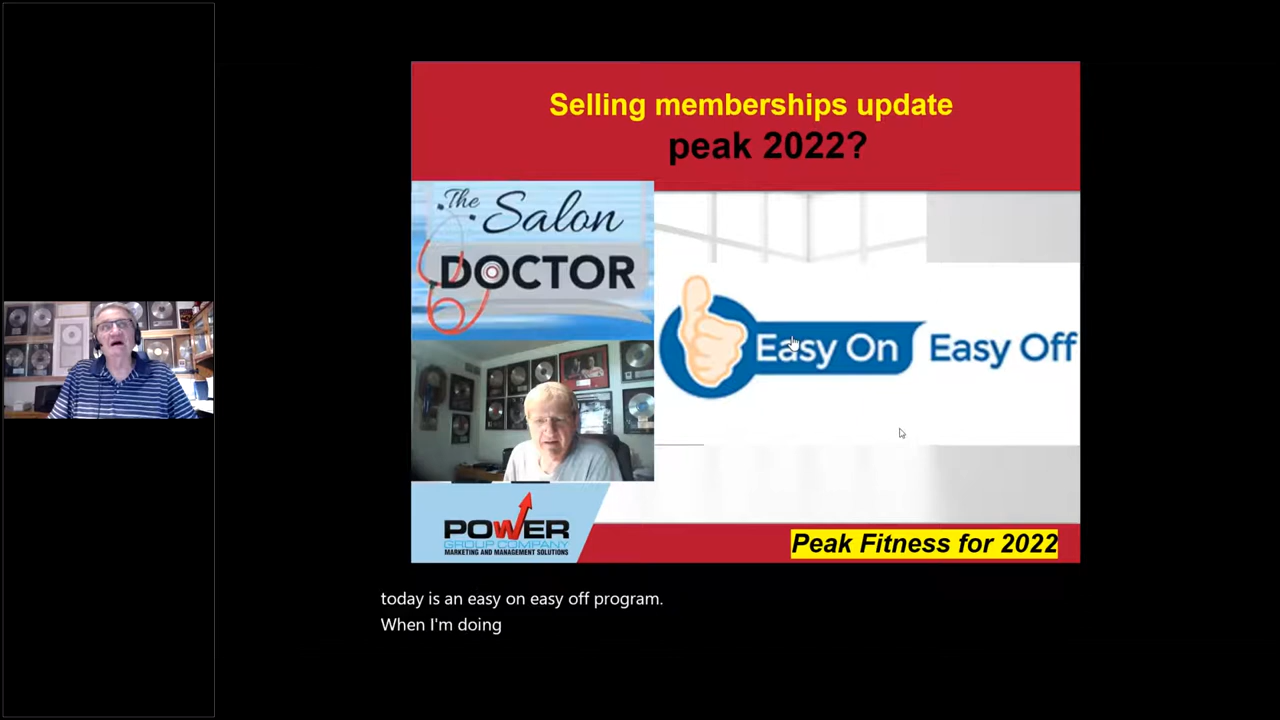 Selling memberships update
peak 2022?
The Salon
DOCTOR
Easy On Easy Off
POWER
GROUP COMPANY
MARKETING AND MANAGEMENT SOLUTIONS
Peak Fitness for 2022
today is an easy on easy off program.
When I'm doing